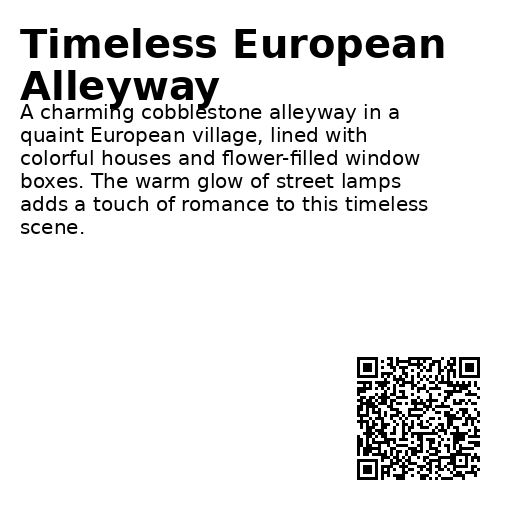 Timeless European
Alleyway
A charming cobblestone alleyway in a
quaint European village, lined with
colorful houses and flower-filled window
boxes. The warm glow of street lamps
adds a touch of romance to this timeless
scene.